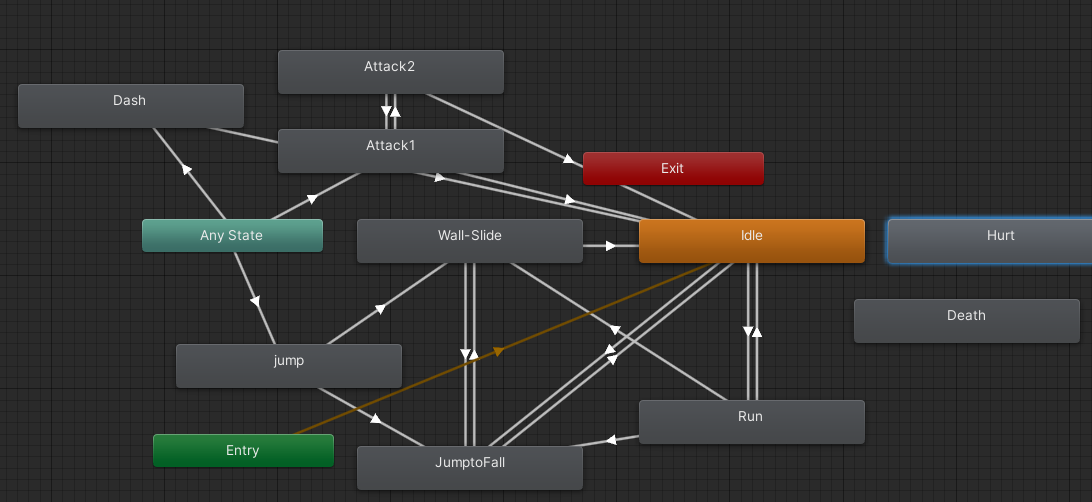 Attack2
Dash
Attack1
Exit
Any State
Wall-Slide
Idle
Hurt
Death
jump
Run
Entry
JumptoFall